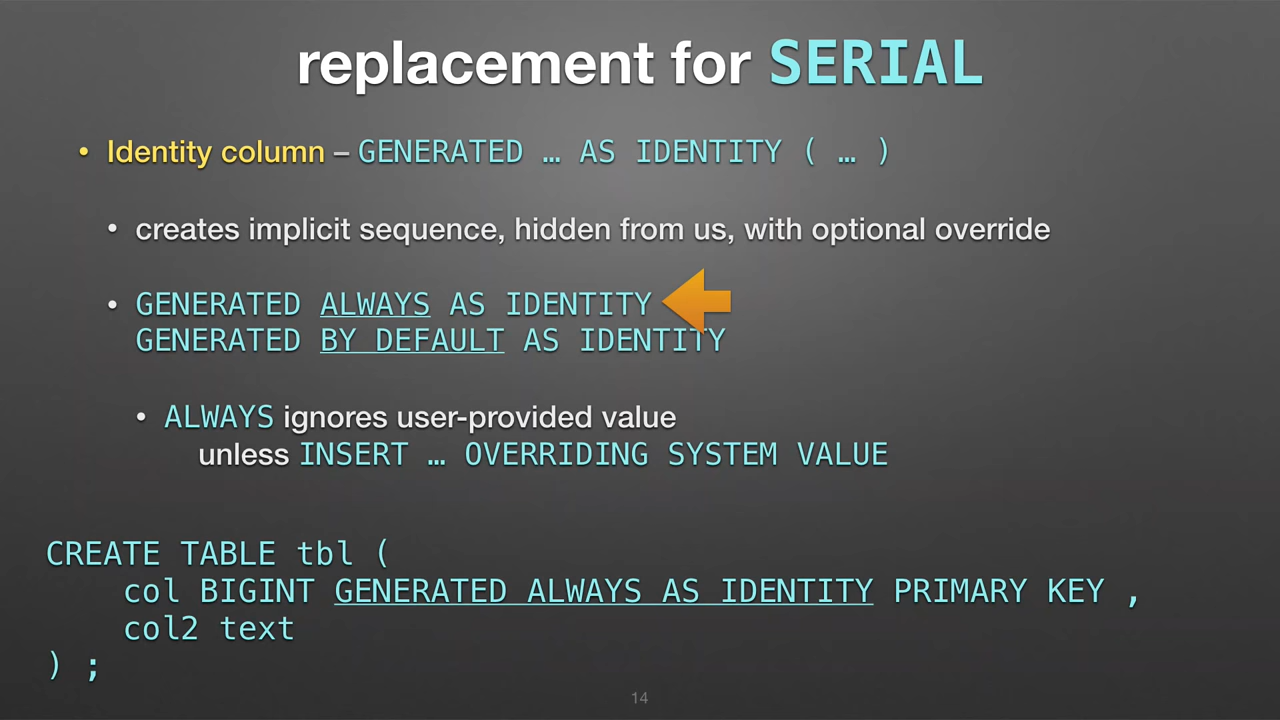 replacement for SERIAL
• Identity column – GENERATED … AS IDENTITY ( … )
• creates implicit sequence, hidden from us, with optional override
• GENERATED ALWAYS AS IDENTITY
GENERATED BY DEFAULT AS IDENTITY
• ALWAYS ignores user-provided value
unless INSERT … OVERRIDING SYSTEM VALUE
CREATE TABLE tbl (
col BIGINT GENERATED ALWAYS AS IDENTITY PRIMARY KEY ,
col2 text
) ;
14